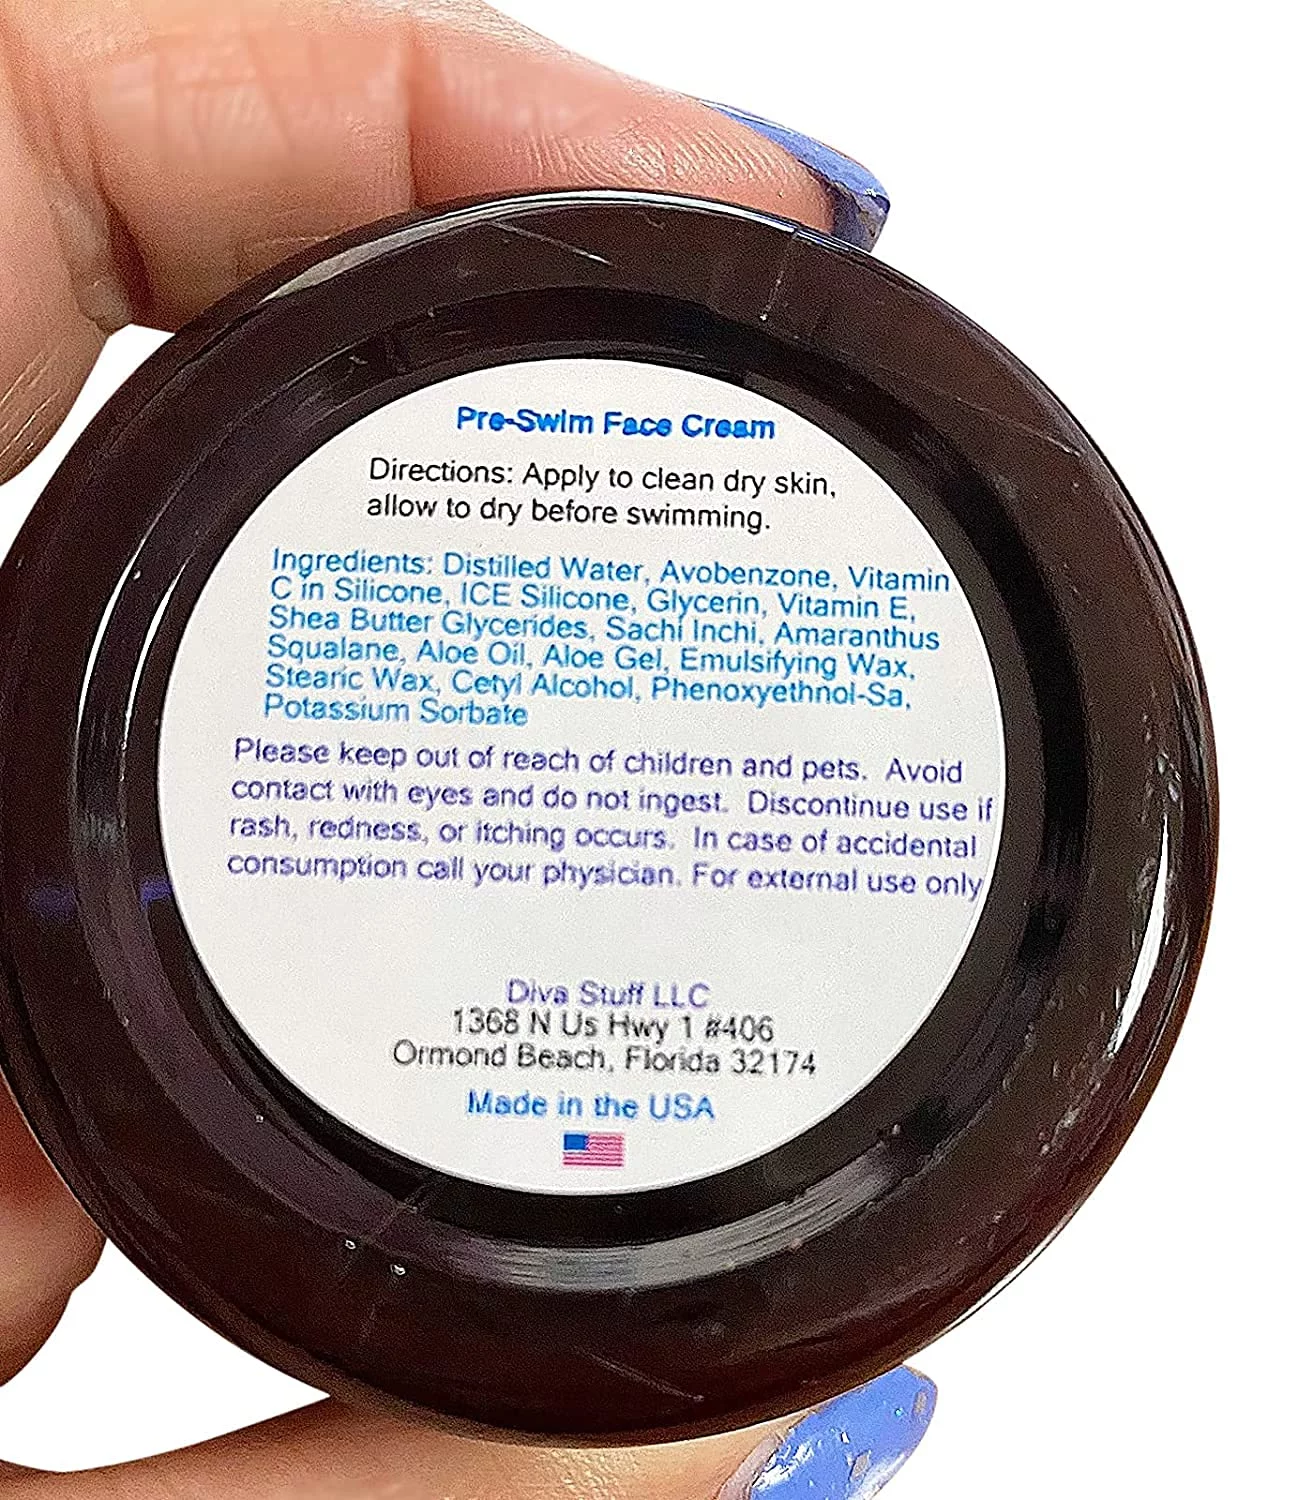 Pre-Swim Face Cream
Directions: Apply to clean dry skin,
allow to dry before swimming.
Ingredients: Distilled Water, Avobenzone, Vitamin
C in Silicone, ICE Silicone, Glycerin, Vitamin E,
Shea Butter Glycerides, Sachi Inchi, Amaranthus
Squalane, Aloe Oil, Aloe Gel, Emulsifying Wax,
Stearic Wax, Cetyl Alcohol, Phenoxyethnol-Sa,
Potassium Sorbate
Please keep out of reach of children and pets. Avoid
contact with eyes and do not ingest. Discontinue use if
rash, redness, or itching occurs. In case of accidental
consumption call your physician. For external use only
Diva Stuff LLC
1368 N Us Hwy 1 #406
Ormond Beach, Florida 32174
Made in the USA